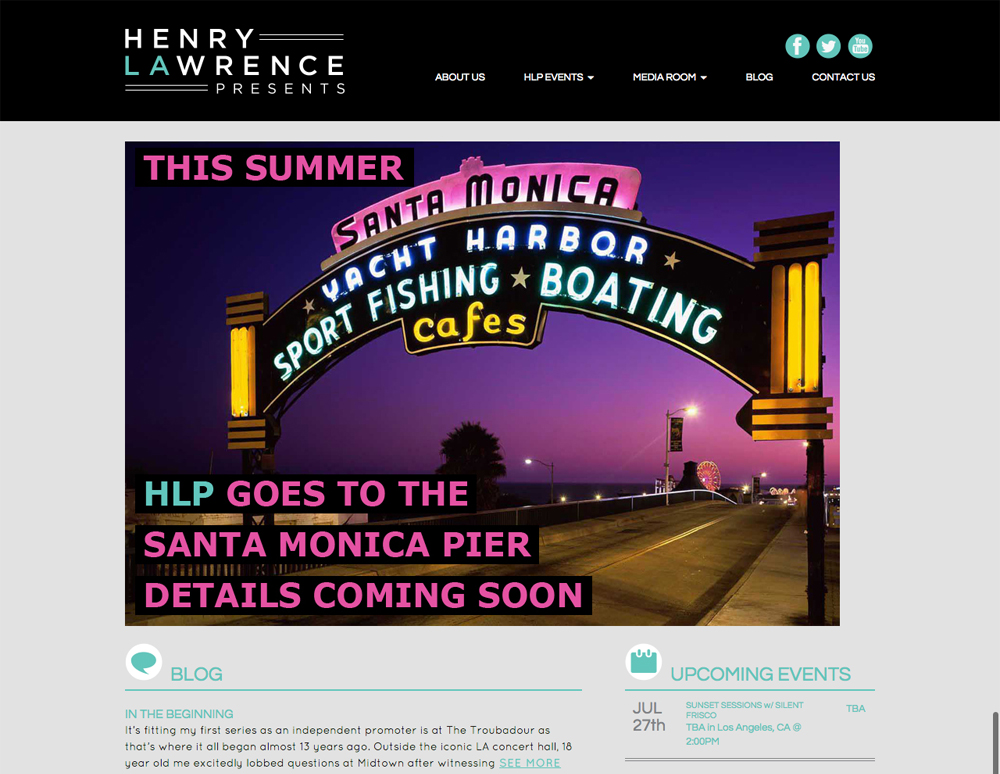 HENRY
LAWRENCE
PRESENTS
You
Tube
ABOUT US
HLP EVENTS
MEDIA ROOM
BLOG
CONTACT US
THIS SUMMER
SANTA MONICA
YACHT HARBOR
SPORT FISHING ★ BOATING
cafes
HLP GOES TO THE
SANTA MONICA PIER
DETAILS COMING SOON
BLOG
IN THE BEGINNING
It's fitting my first series as an independent promoter is at The Troubadour as
that's where it all began almost 13 years ago. Outside the iconic LA concert hall, 18
year old me excitedly lobbed questions at Midtown after witnessing SEE MORE
UPCOMING EVENTS
JUL
27th
SUNSET SESSIONS w/ SILENT
FRISCO
TBA in Los Angeles, CA @
2:00PM
TBA